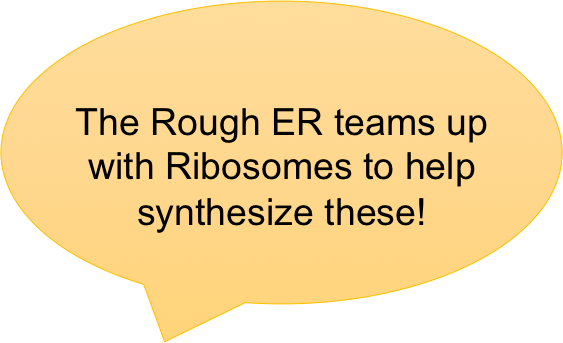 The Rough ER teams up
with Ribosomes to help
synthesize these!